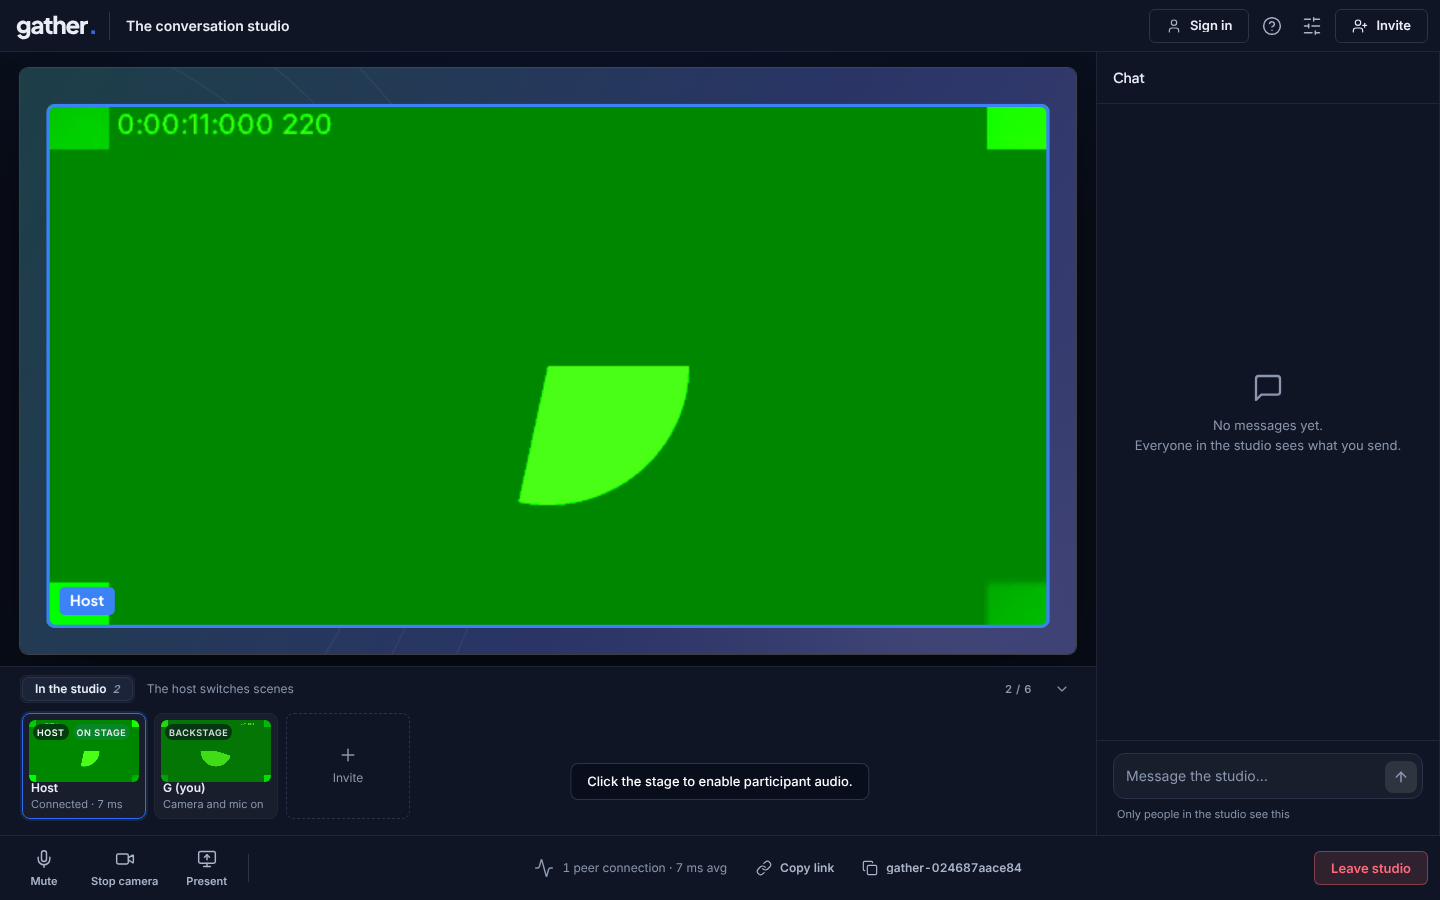 gather.
The conversation studio
Sign in
Invite
Chat
0:00:11:000 220
Host
No messages yet.
Everyone in the studio sees what you send.
In the studio 2
The host switches scenes
2 / 6
HOST
ON STAGE
Host
Connected · 7 ms
BACKSTAGE
G (you)
Camera and mic on
Invite
Click the stage to enable participant audio.
Message the studio...
Only people in the studio see this
Mute
Stop camera
Present
1 peer connection · 7 ms avg
Copy link
gather-024687aace84
Leave studio